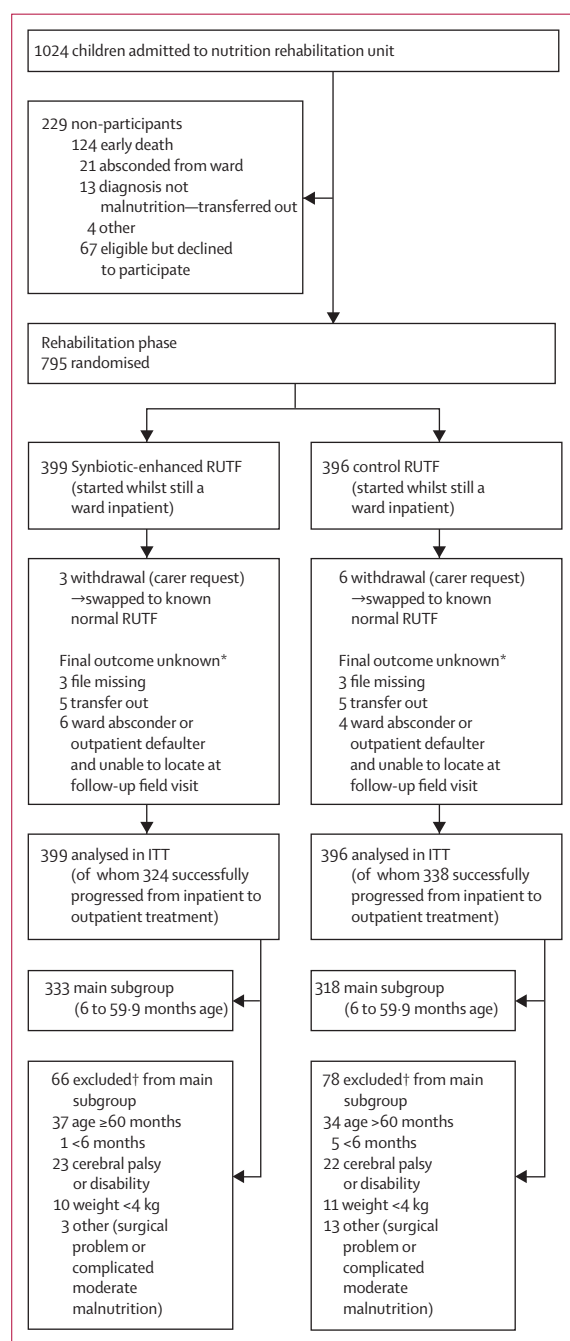 1024 children admitted to nutrition rehabilitation unit
229 non-participants
124 early death
21 absconded from ward
13 diagnosis not
malnutrition—transferred out
4 other
67 eligible but declined
to participate
Rehabilitation phase
795 randomised
399 Synbiotic-enhanced RUTF
(started whilst still a
ward inpatient)
396 control RUTF
(started whilst still a
ward inpatient)
3 withdrawal (carer request)
→swapped to known
normal RUTF
Final outcome unknown*
3 file missing
5 transfer out
6 ward absconder or
outpatient defaulter
and unable to locate at
follow-up field visit
6 withdrawal (carer request)
→swapped to known
normal RUTF
Final outcome unknown*
3 file missing
5 transfer out
4 ward absconder or
outpatient defaulter
and unable to locate at
follow-up field visit
399 analysed in ITT
(of whom 324 successfully
progressed from inpatient to
outpatient treatment)
396 analysed in ITT
(of whom 338 successfully
progressed from inpatient to
outpatient treatment)
333 main subgroup
(6 to 59·9 months age)
318 main subgroup
(6 to 59·9 months age)
66 excluded† from main
subgroup
37 age ≥60 months
1 <6 months
23 cerebral palsy
or disability
10 weight <4 kg
3 other (surgical
problem or
complicated
moderate
malnutrition)
78 excluded† from main
subgroup
34 age >60 months
5 <6 months
22 cerebral palsy
or disability
11 weight <4 kg
13 other (surgical
problem or
complicated
moderate
malnutrition)